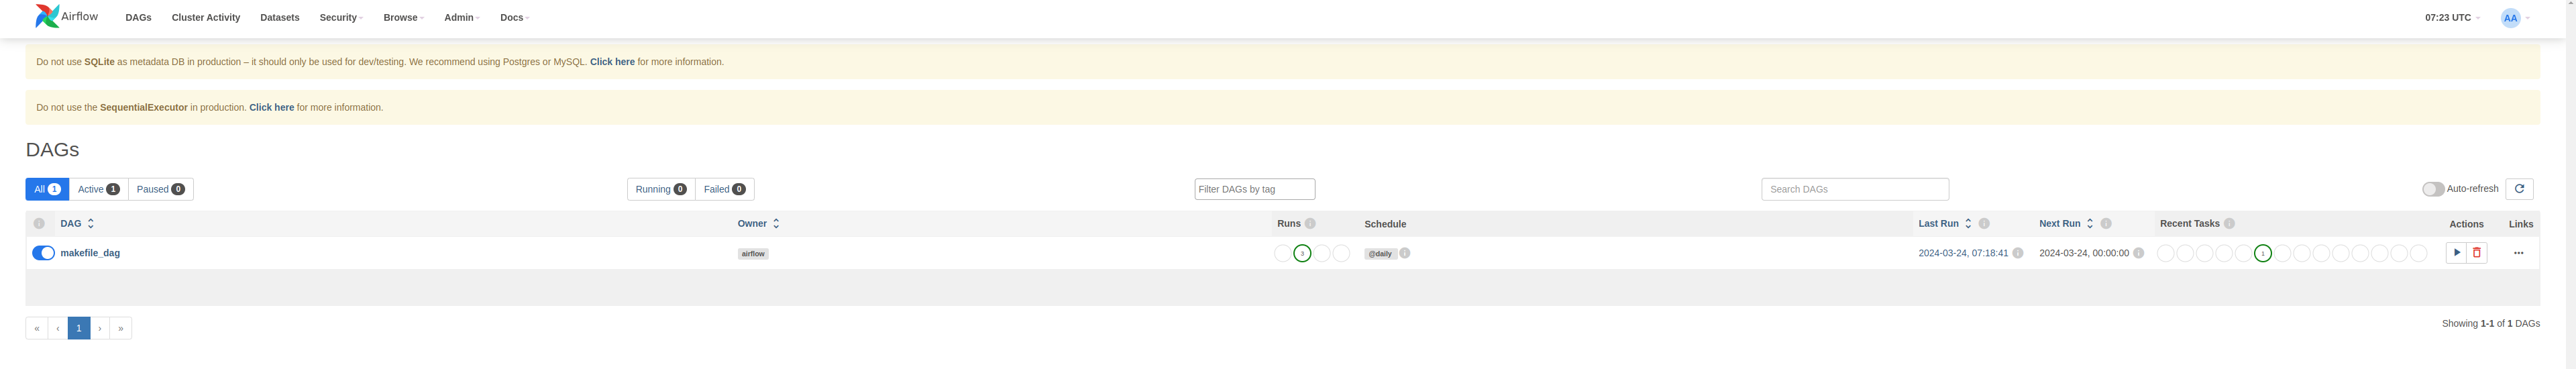 Airflow DAGs Cluster Activity Datasets Security Browse Admin Docs 07:23 UTC AA
Do not use SQLite as metadata DB in production – it should only be used for dev/testing. We recommend using Postgres or MySQL. Click here for more information.
Do not use the SequentialExecutor in production. Click here for more information.
DAGs
All 1 Active 1 Paused 0 Running 0 Failed 0 Filter DAGs by tag Search DAGs Auto-refresh
i DAG Owner Runs i Schedule Last Run i Next Run i Recent Tasks i Actions Links
makefile_dag airflow 3 @daily i 2024-03-24, 07:18:41 i 2024-03-24, 00:00:00 i 1 ···
« ‹ 1 › » Showing 1-1 of 1 DAGs